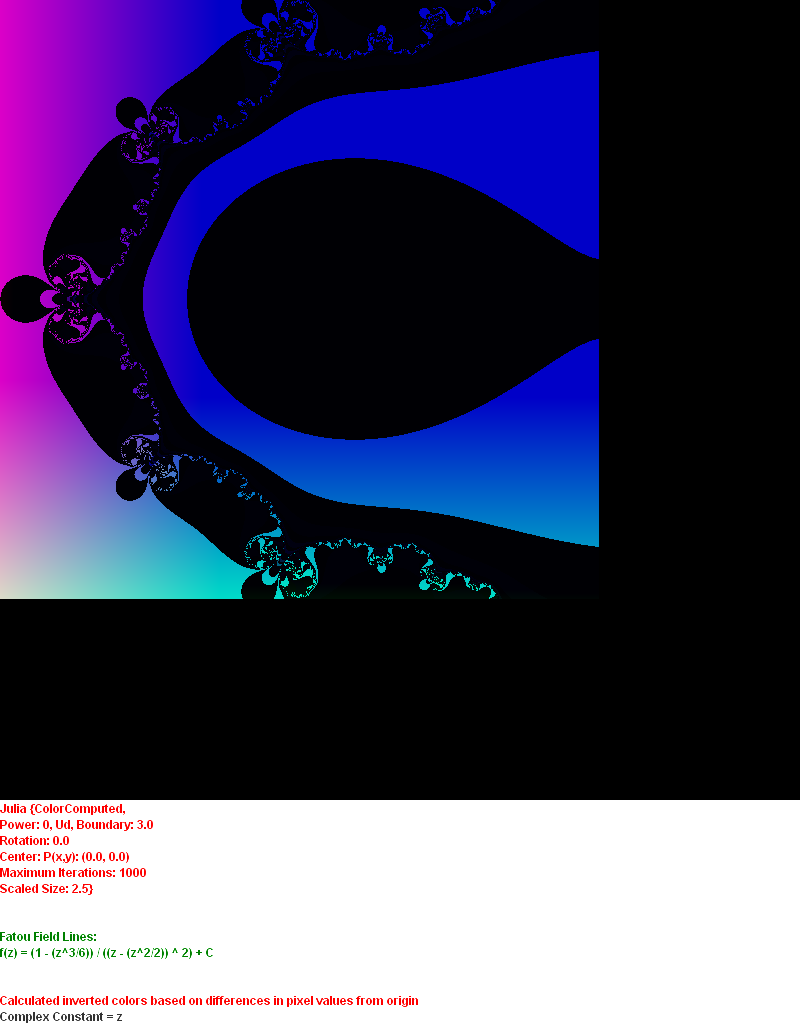 Julia {ColorComputed,
Power: 0, Ud, Boundary: 3.0
Rotation: 0.0
Center: P(x,y): (0.0, 0.0)
Maximum Iterations: 1000
Scaled Size: 2.5}
Fatou Field Lines:
f(z) = (1 - (z^3/6)) / ((z - (z^2/2)) ^ 2) + C
Calculated inverted colors based on differences in pixel values from origin
Complex Constant = z